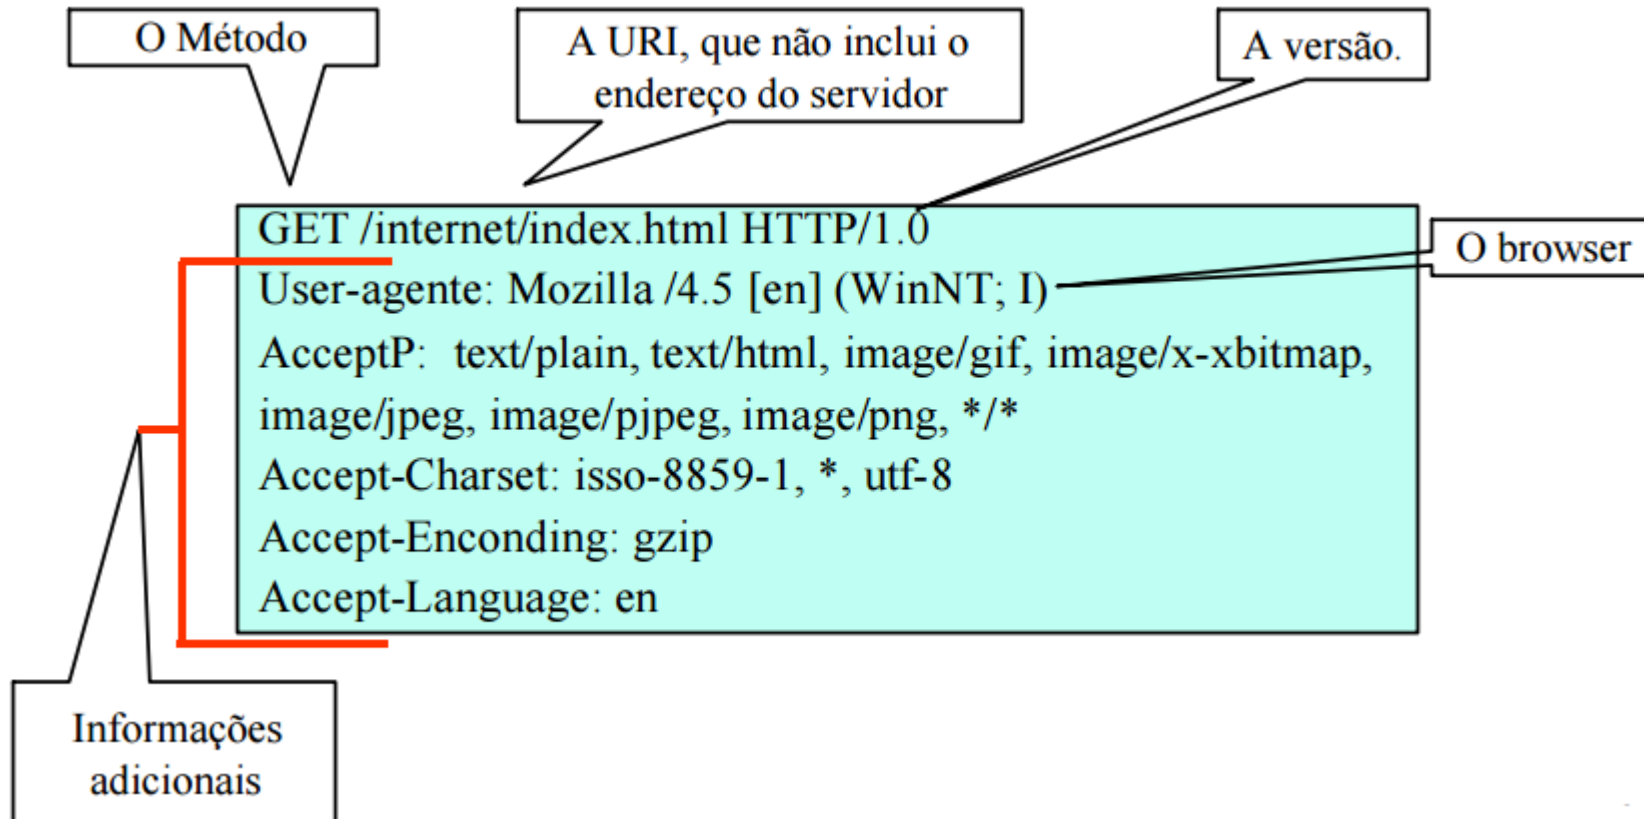 O Método
A URI, que não inclui o
endereço do servidor
A versão.
GET /internet/index.html HTTP/1.0
User-agente: Mozilla /4.5 [en] (WinNT; I)
O browser
AcceptP:  text/plain, text/html, image/gif, image/x-xbitmap,
image/jpeg, image/pjpeg, image/png, */*
Accept-Charset: isso-8859-1, *, utf-8
Accept-Enconding: gzip
Accept-Language: en
Informações
adicionais